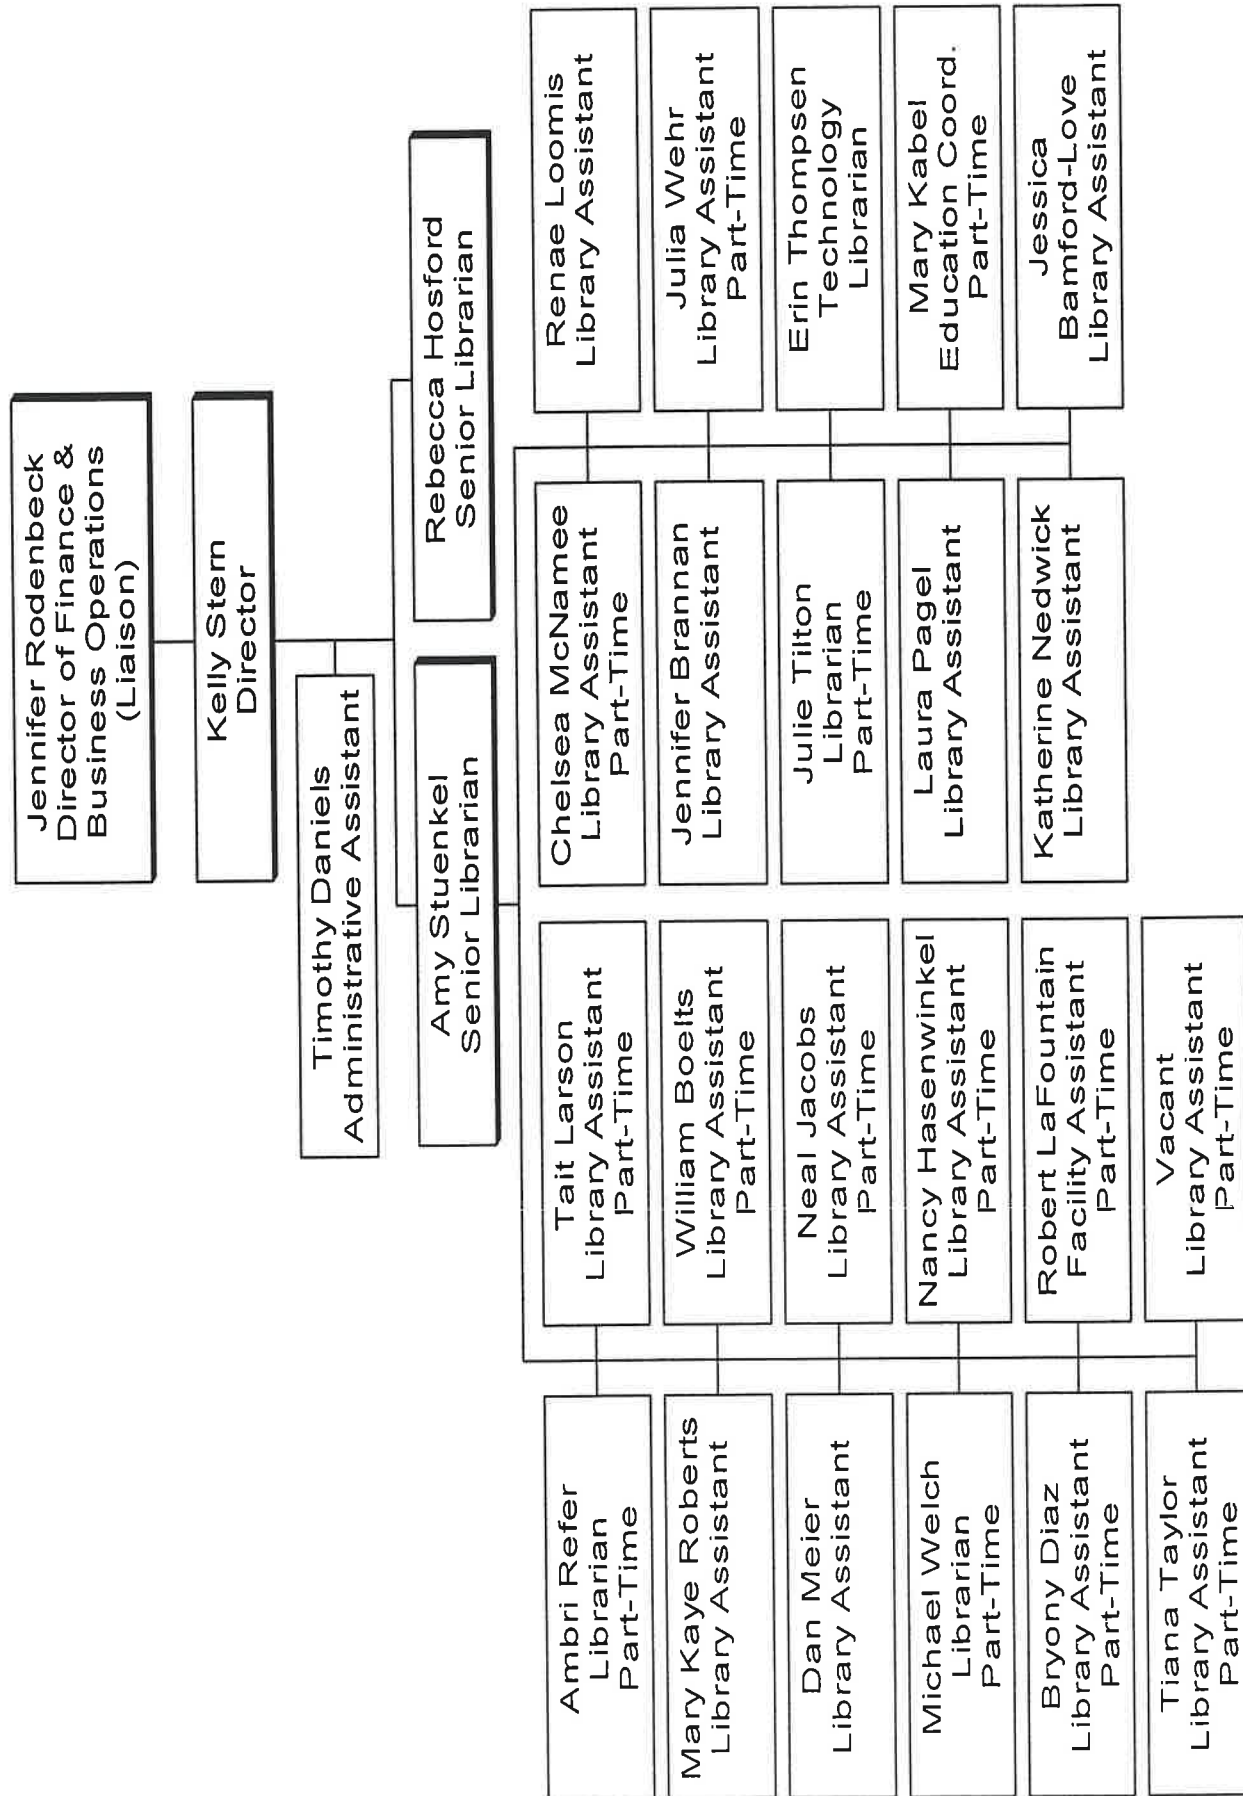 Jennifer Rodenbeck
Director of Finance &
Business Operations
(Liaison)
Kelly Stern
Director
Timothy Daniels
Administrative Assistant
Amy Stuenkel
Senior Librarian
Rebecca Hosford
Senior Librarian
Ambri Refer
Librarian
Part-Time
Tait Larson
Library Assistant
Part-Time
Chelsea McNamee
Library Assistant
Part-Time
Renae Loomis
Library Assistant
Mary Kaye Roberts
Library Assistant
William Boelts
Library Assistant
Part-Time
Jennifer Brannan
Library Assistant
Julia Wehr
Library Assistant
Part-Time
Dan Meier
Library Assistant
Neal Jacobs
Library Assistant
Part-Time
Julie Tilton
Librarian
Part-Time
Erin Thompsen
Technology
Librarian
Michael Welch
Librarian
Part-Time
Nancy Hasenwinkel
Library Assistant
Part-Time
Laura Pagel
Library Assistant
Mary Kabel
Education Coord.
Part-Time
Bryony Diaz
Library Assistant
Part-Time
Robert LaFountain
Facility Assistant
Part-Time
Katherine Nedwick
Library Assistant
Jessica
Bamford-Love
Library Assistant
Tiana Taylor
Library Assistant
Part-Time
Vacant
Library Assistant
Part-Time